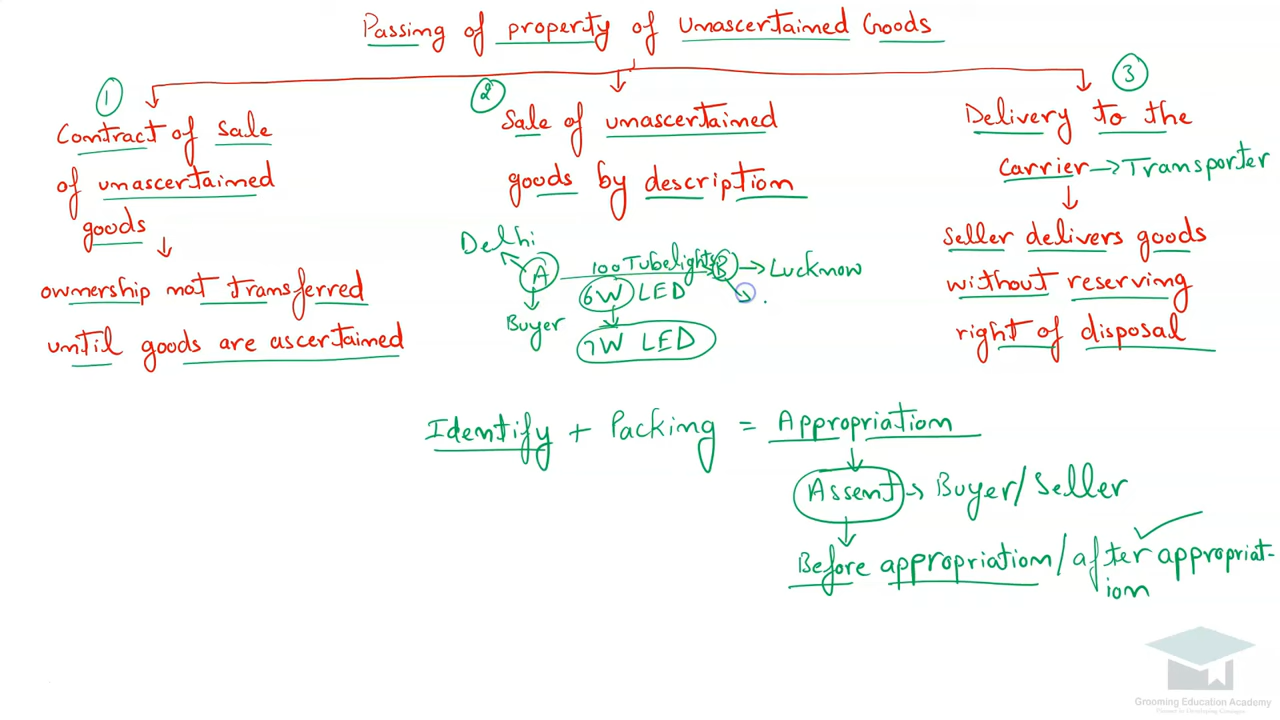 Passing of property of Unascertained Goods
1
Contract of sale
of unascertained
goods
ownership not transferred
until goods are ascertained
2
Sale of unascertained
goods by description
Delhi
A
100 Tubelights
B
Lucknow
6W LED
Buyer
7W LED
3
Delivery to the
carrier → Transporter
Seller delivers goods
without reserving
right of disposal
Identify + Packing = Appropriation
Assent → Buyer/Seller
Before appropriation/after appropriat-
ion
Grooming Education Academy